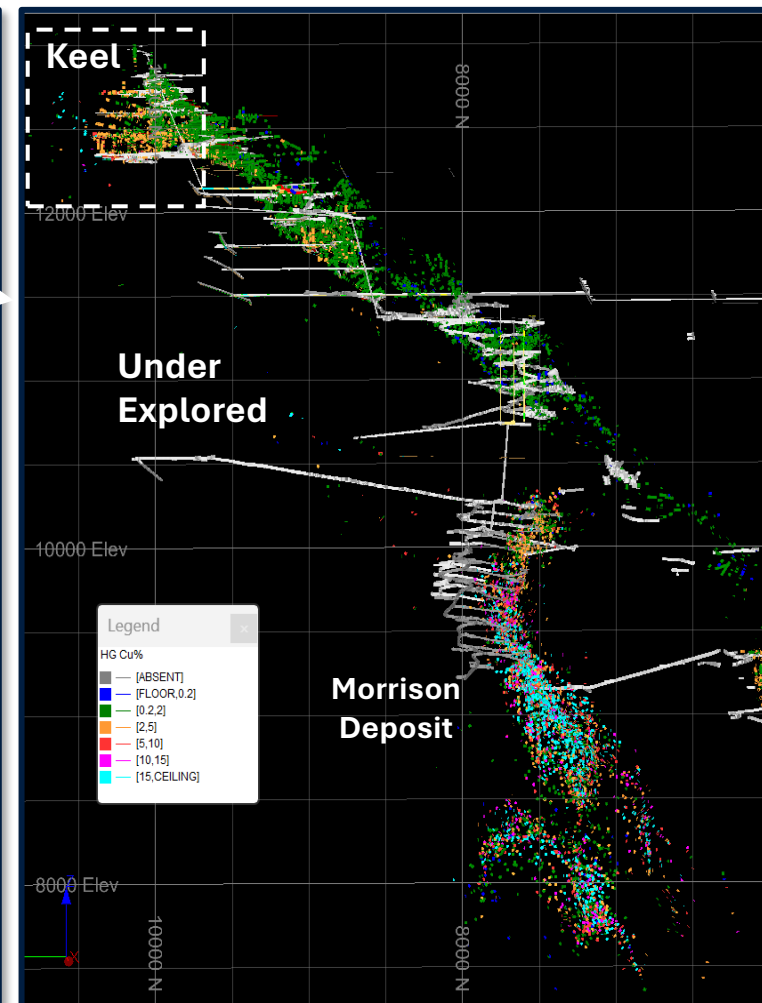 Keel
8000 N
12000 Elev
Under
Explored
10000 Elev
Legend
x
HG Cu%
[ABSENT]
[FLOOR,0.2]
[0.2,2]
[2,5]
[5,10]
[10,15]
[15,CEILING]
Morrison
Deposit
8000 Elev
10000 N
8000 N
X